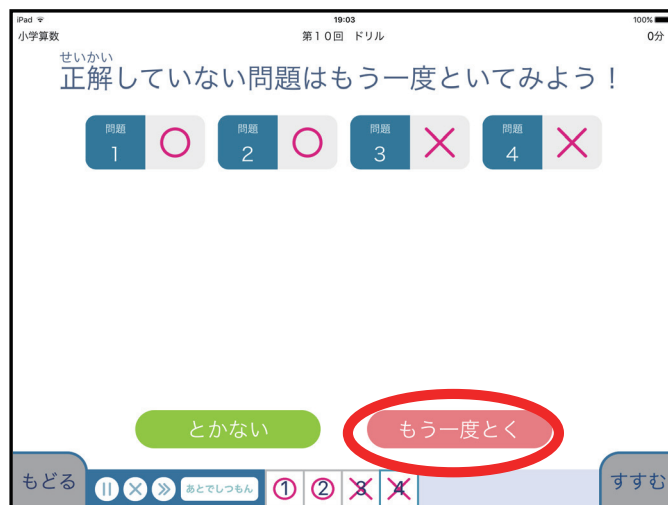 iPad 19:03 100%
小学算数 第10回 ドリル 0分
せいかい
正解していない問題はもう一度といてみよう！
問題 問題 問題 問題
1 2 3 4
とかない もう一度とく
もどる あとでしつもん 1 2 3 4 すすむ